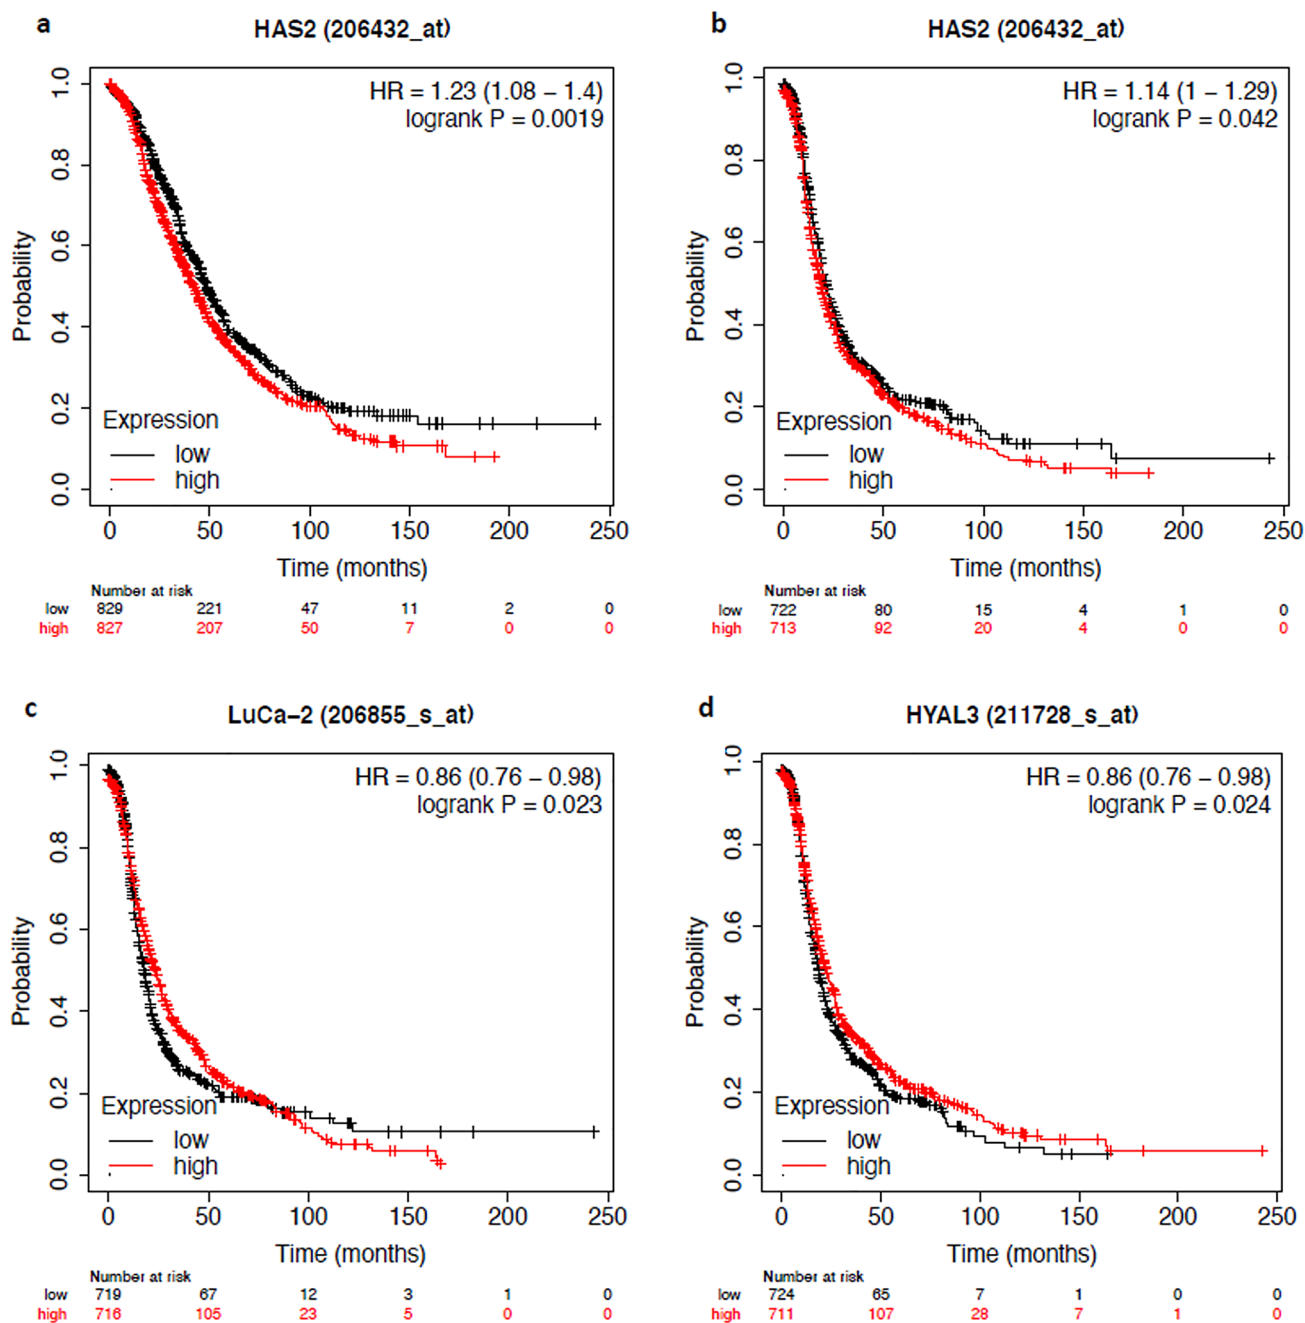 a
HAS2 (206432_at)
HR = 1.23 (1.08 − 1.4)
logrank P = 0.0019
Probability
1.0
0.8
0.6
0.4
0.2
0.0
Expression
low
high
0 50 100 150 200 250
Time (months)
Number at risk
low 829 221 47 11 2 0
high 827 207 50 7 0 0
b
HAS2 (206432_at)
HR = 1.14 (1 − 1.29)
logrank P = 0.042
Probability
1.0
0.8
0.6
0.4
0.2
0.0
Expression
low
high
0 50 100 150 200 250
Time (months)
Number at risk
low 722 80 15 4 1 0
high 713 92 20 4 0 0
c
LuCa−2 (206855_s_at)
HR = 0.86 (0.76 − 0.98)
logrank P = 0.023
Probability
1.0
0.8
0.6
0.4
0.2
0.0
Expression
low
high
0 50 100 150 200 250
Time (months)
Number at risk
low 719 67 12 3 1 0
high 716 105 23 5 0 0
d
HYAL3 (211728_s_at)
HR = 0.86 (0.76 − 0.98)
logrank P = 0.024
Probability
1.0
0.8
0.6
0.4
0.2
0.0
Expression
low
high
0 50 100 150 200 250
Time (months)
Number at risk
low 724 65 7 1 0 0
high 711 107 28 7 1 0